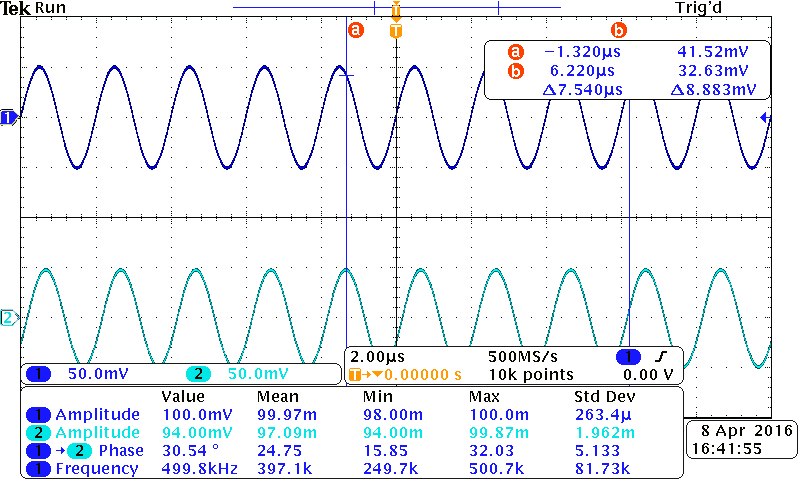 Tek Run Trig'd
T
a b
T
a −1.320µs 41.52mV
b 6.220µs 32.63mV
Δ7.540µs Δ8.883mV
1
2
1 50.0mV 2 50.0mV
2.00µs 500MS/s 1
T→▼0.00000 s 10k points 0.00 V
Value Mean Min Max Std Dev
1 Amplitude 100.0mV 99.97m 98.00m 100.0m 263.4µ
2 Amplitude 94.00mV 97.09m 94.00m 99.87m 1.962m
1 → 2 Phase 30.54 ° 24.75 15.85 32.03 5.133
1 Frequency 499.8kHz 397.1k 249.7k 500.7k 81.73k
8 Apr 2016
16:41:55